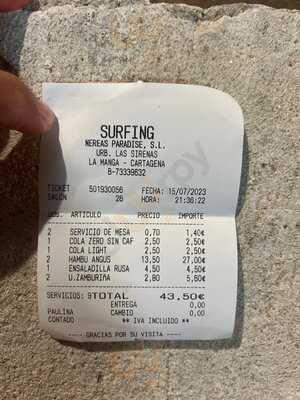 SURFING
NEREAS PARADISE, S.L.
URB. LAS SIRENAS
LA MANGA - CARTAGENA
B-73339632
TICKET 501930056 FECHA: 15/07/2023
SALON 26 HORA: 21:36:22
UDS. ARTICULO PRECIO IMPORTE
2 SERVICIO DE MESA 0,70 1,40€
1 COLA ZERO SIN CAF 2,50 2,50€
1 COLA LIGHT 2,50 2,50€
2 HAMBU ANGUS 13,50 27,00€
1 ENSALADILLA RUSA 4,50 4,50€
2 U.ZAMBURIÑA 2,80 5,60€
SERVICIOS: 9 TOTAL 43,50€
ENTREGA 0,00
PAULINA CAMBIO 0,00
CONTADO ** IVA INCLUIDO **
---- GRACIAS POR SU VISITA ----